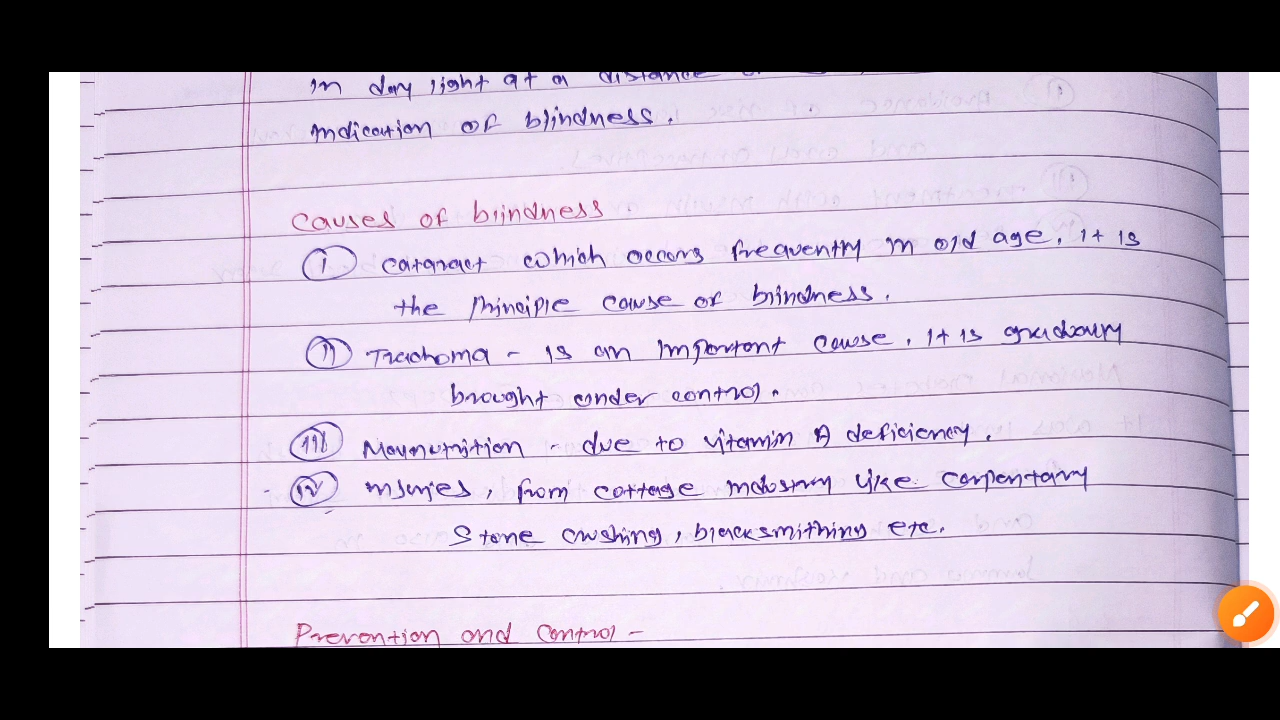 in day light at a distance of
indication of blindness.
Causes of blindness
(i) Cataract which occurs frequently in old age. It is
the Principle cause of blindness.
(ii) Trachoma - is an important cause. It is gradually
brought under control.
(iii) Malnutrition - due to vitamin A deficiency.
(iv) injuries, from cottage industry like carpentary
Stone crushing, blacksmithing etc.
Prevention and control -